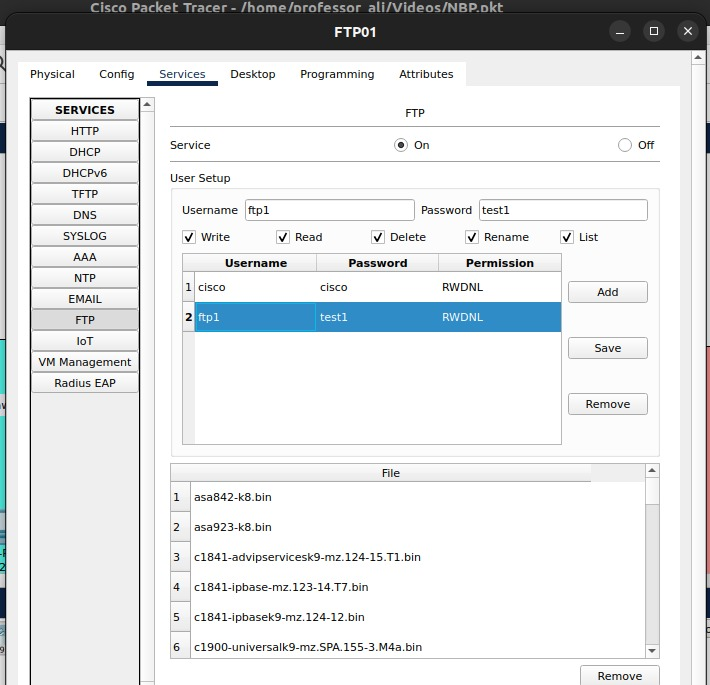 Cisco Packet Tracer - /home/professor_ali/Videos/NBP.pkt
FTP01
Physical Config Services Desktop Programming Attributes
SERVICES
HTTP
DHCP
DHCPv6
TFTP
DNS
SYSLOG
AAA
NTP
EMAIL
FTP
IoT
VM Management
Radius EAP
FTP
Service On Off
User Setup
Username ftp1 Password test1
Write Read Delete Rename List
Username Password Permission
1 cisco cisco RWDNL
2 ftp1 test1 RWDNL
Add
Save
Remove
File
1 asa842-k8.bin
2 asa923-k8.bin
3 c1841-advipservicesk9-mz.124-15.T1.bin
4 c1841-ipbase-mz.123-14.T7.bin
5 c1841-ipbasek9-mz.124-12.bin
6 c1900-universalk9-mz.SPA.155-3.M4a.bin
Remove